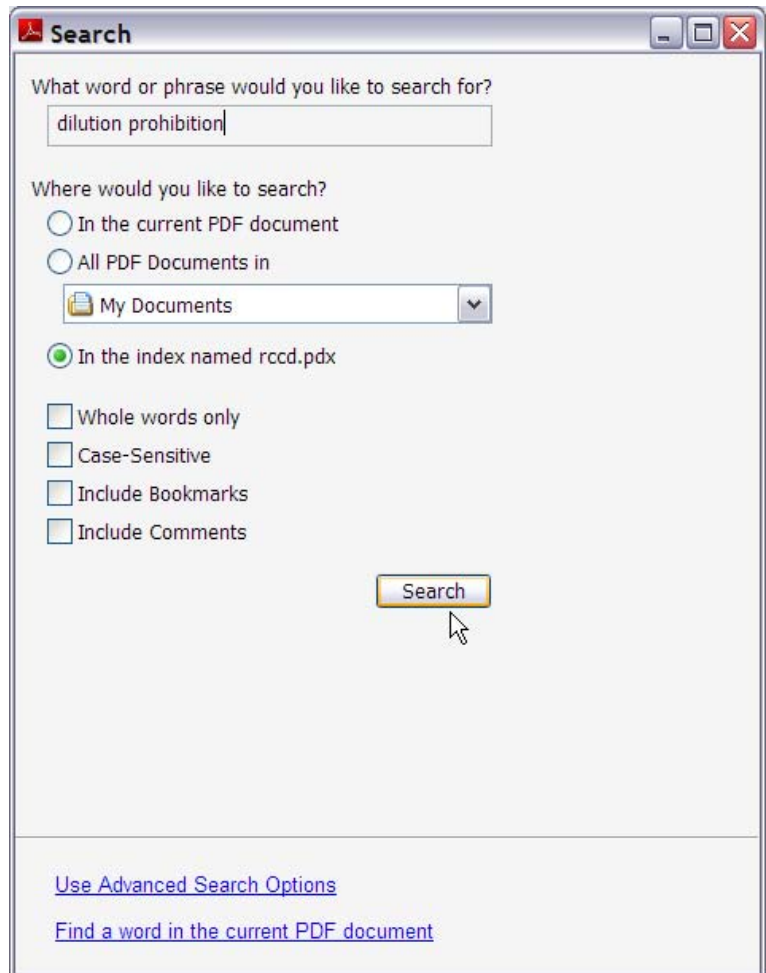 Search
What word or phrase would you like to search for?
dilution prohibition
Where would you like to search?
In the current PDF document
All PDF Documents in
My Documents
In the index named rccd.pdx
Whole words only
Case-Sensitive
Include Bookmarks
Include Comments
Search
Use Advanced Search Options
Find a word in the current PDF document